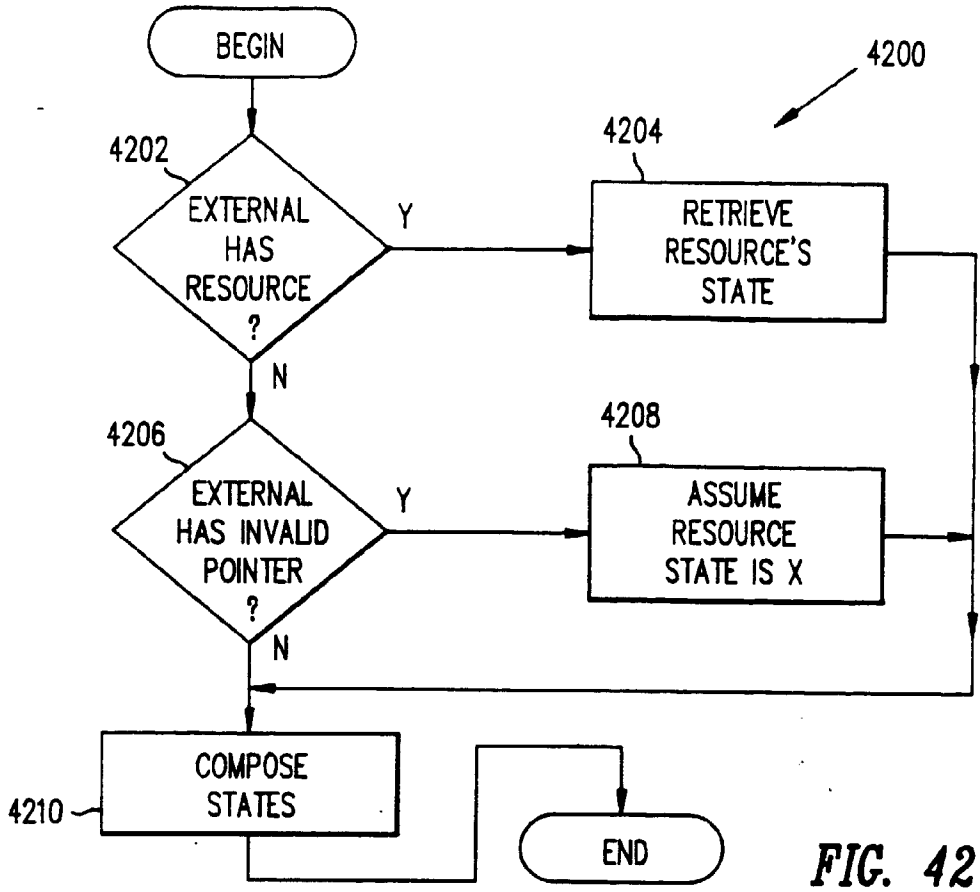 BEGIN
4200
4202
EXTERNAL
HAS
RESOURCE
?
Y
N
4204
RETRIEVE
RESOURCE'S
STATE
4206
EXTERNAL
HAS INVALID
POINTER
?
Y
N
4208
ASSUME
RESOURCE
STATE IS X
4210
COMPOSE
STATES
END
FIG. 42